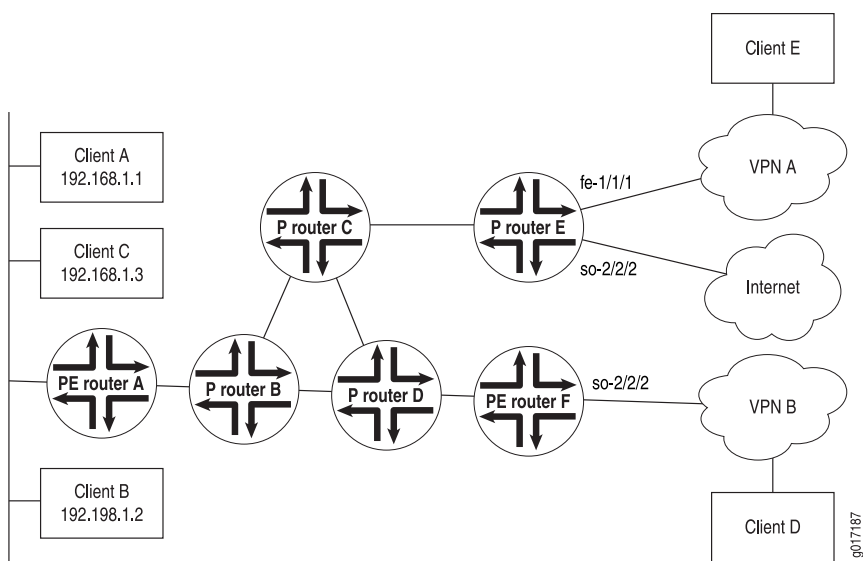 Client E
Client A
192.168.1.1
fe-1/1/1
VPN A
P router C
P router E
Client C
192.168.1.3
so-2/2/2
Internet
PE router A
P router B
P router D
PE router F
so-2/2/2
VPN B
Client B
192.198.1.2
Client D
g017187